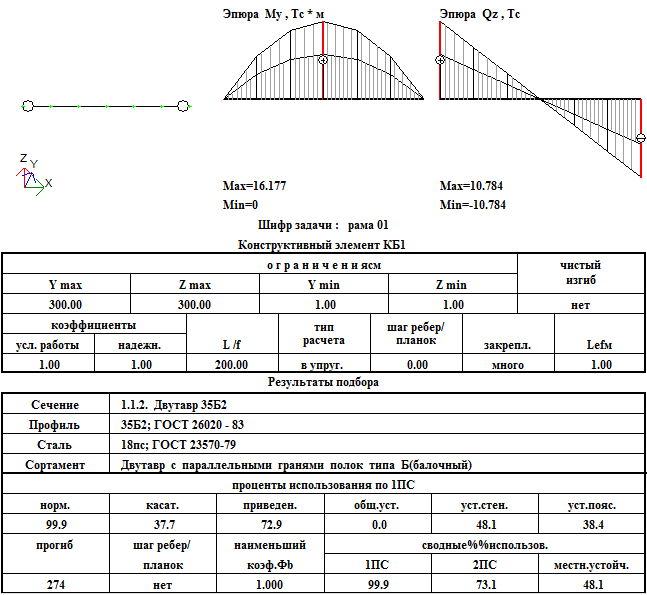 Эпюра My , Тс * м
Эпюра Qz , Тс
Z
Y
X
Max=16.177
Max=10.784
Min=0
Min=-10.784
Шифр задачи : рама 01
Конструктивный элемент КБ1
о г р а н и ч е н и ясм
чистый
изгиб
Y max
Z max
Y min
Z min
300.00
300.00
1.00
1.00
нет
коэффициенты
L /f
тип
расчета
шаг ребер/
планок
закрепл.
Lefм
усл. работы
надежн.
1.00
1.00
200.00
в упруг.
0.00
много
1.00
Результаты подбора
Сечение
1.1.2. Двутавр 35Б2
Профиль
35Б2; ГОСТ 26020 - 83
Сталь
18пс; ГОСТ 23570-79
Сортамент
Двутавр с параллельными гранями полок типа Б(балочный)
проценты использования по 1ПС
норм.
касат.
приведен.
общ.уст.
уст.стен.
уст.пояс.
99.9
37.7
72.9
0.0
48.1
38.4
прогиб
шаг ребер/
планок
наименьший
коэф.Фb
сводные%%использов.
1ПС
2ПС
местн.устойч.
274
нет
1.000
99.9
73.1
48.1